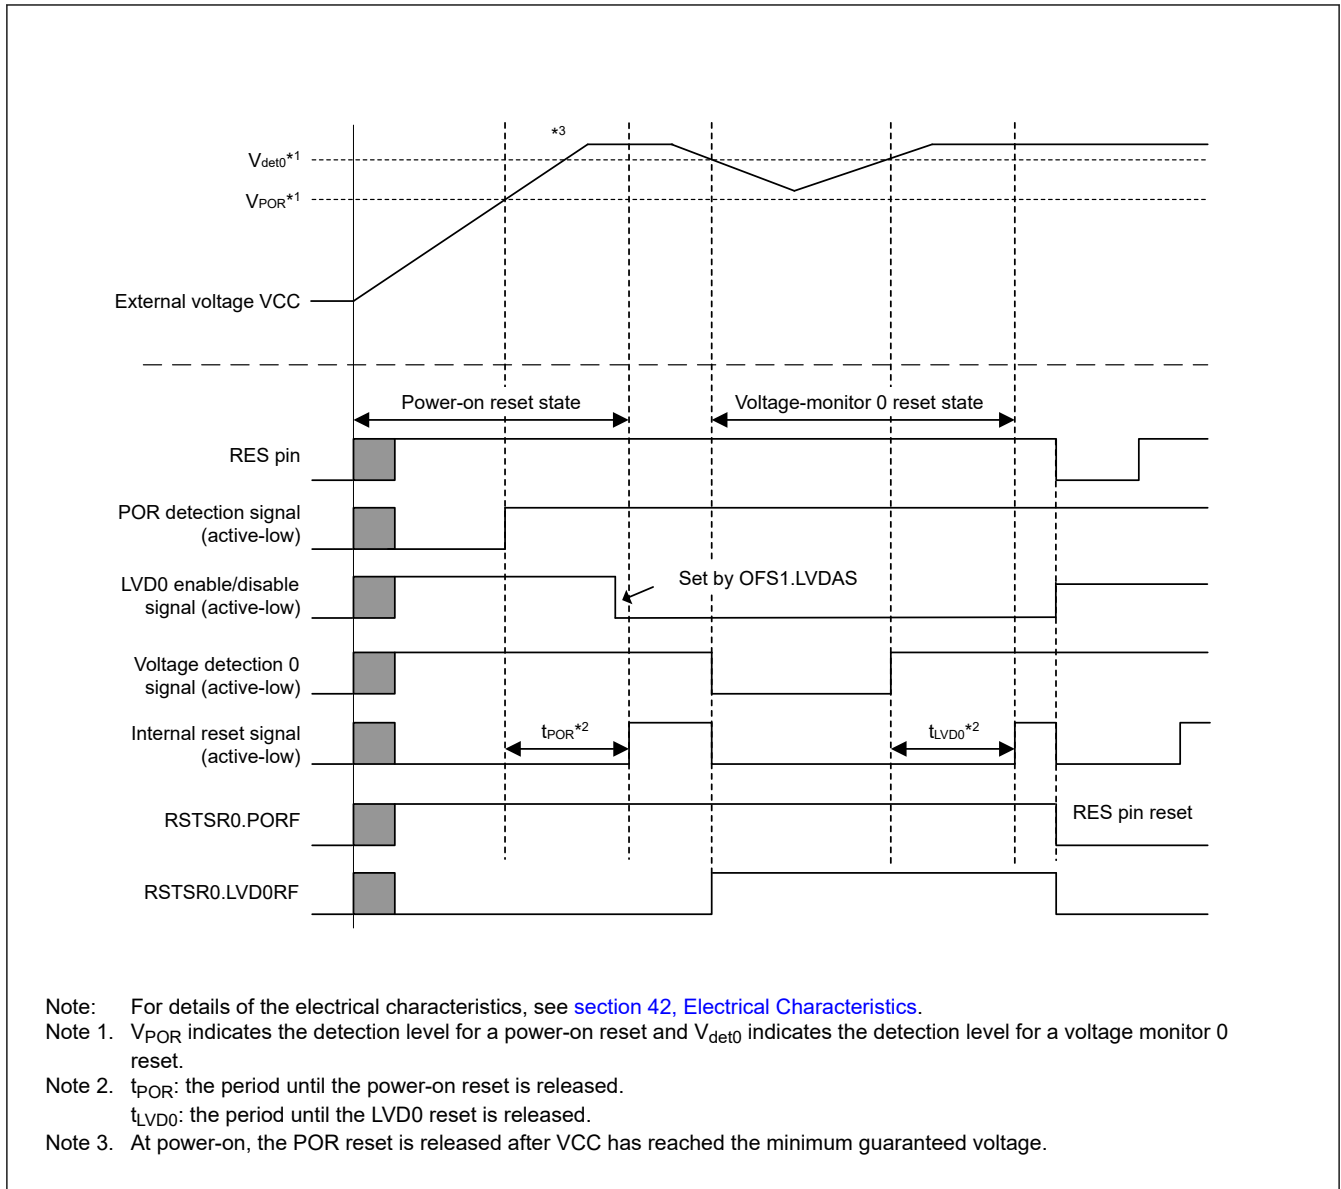 *3
Vdet0*1
VPOR*1
External voltage VCC
Power-on reset state
Voltage-monitor 0 reset state
RES pin
POR detection signal
(active-low)
LVD0 enable/disable
signal (active-low)
Set by OFS1.LVDAS
Voltage detection 0
signal (active-low)
Internal reset signal
(active-low)
tPOR*2
tLVD0*2
RSTSR0.PORF
RES pin reset
RSTSR0.LVD0RF
Note: For details of the electrical characteristics, see section 42, Electrical Characteristics.
Note 1. VPOR indicates the detection level for a power-on reset and Vdet0 indicates the detection level for a voltage monitor 0
reset.
Note 2. tPOR: the period until the power-on reset is released.
tLVD0: the period until the LVD0 reset is released.
Note 3. At power-on, the POR reset is released after VCC has reached the minimum guaranteed voltage.